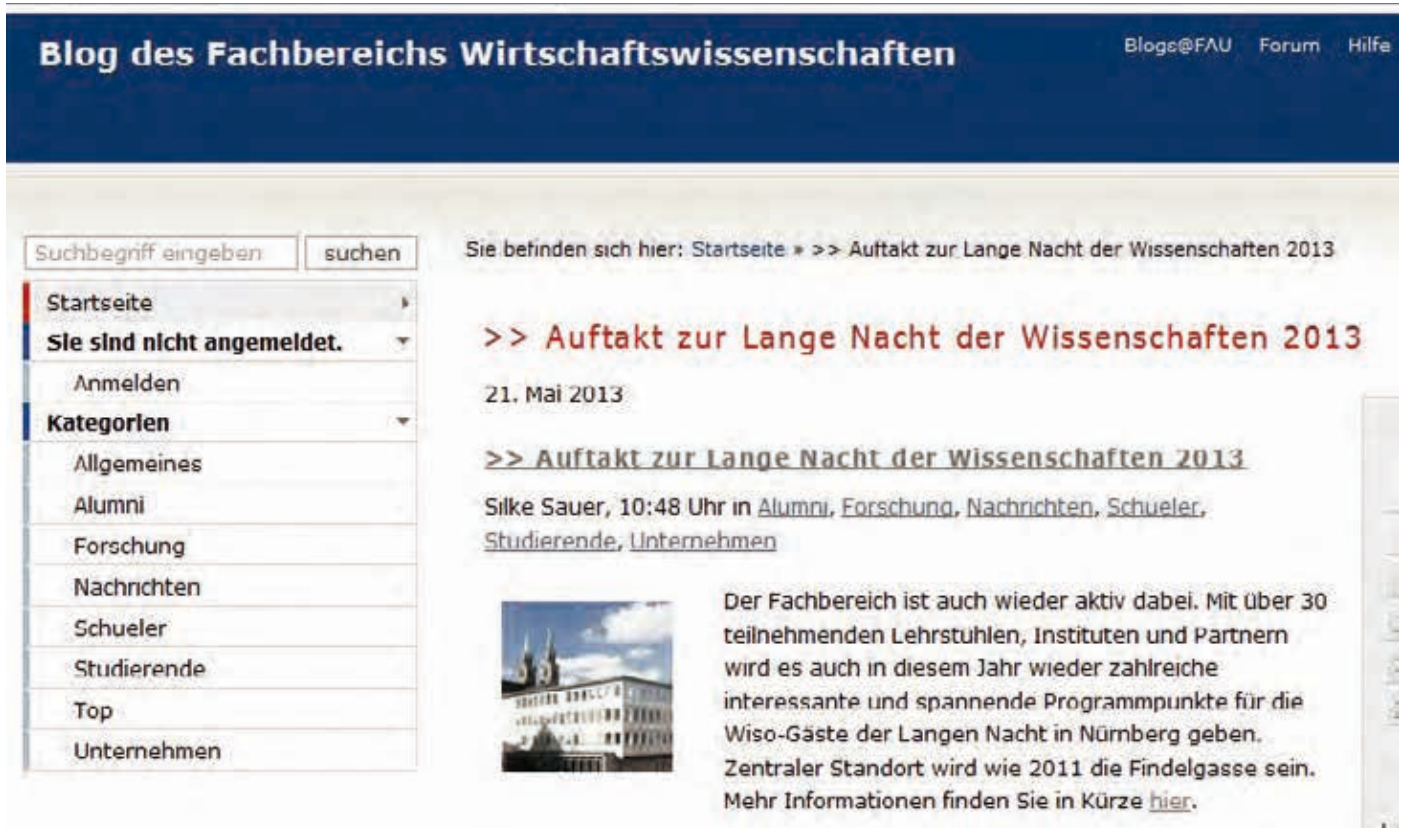 Blog des Fachbereichs Wirtschaftswissenschaften
Blogs@FAU Forum Hilfe
Suchbegriff eingeben suchen
Startseite
Sie sind nicht angemeldet.
Anmelden
Kategorien
Allgemeines
Alumni
Forschung
Nachrichten
Schueler
Studierende
Top
Unternehmen
Sie befinden sich hier: Startseite » >> Auftakt zur Lange Nacht der Wissenschaften 2013
>> Auftakt zur Lange Nacht der Wissenschaften 2013
21. Mai 2013
>> Auftakt zur Lange Nacht der Wissenschaften 2013
Silke Sauer, 10:48 Uhr in Alumni, Forschung, Nachrichten, Schueler,
Studierende, Unternehmen
Der Fachbereich ist auch wieder aktiv dabei. Mit über 30
teilnehmenden Lehrstühlen, Instituten und Partnern
wird es auch in diesem Jahr wieder zahlreiche
interessante und spannende Programmpunkte für die
Wiso-Gäste der Langen Nacht in Nürnberg geben.
Zentraler Standort wird wie 2011 die Findelgasse sein.
Mehr Informationen finden Sie in Kürze hier.